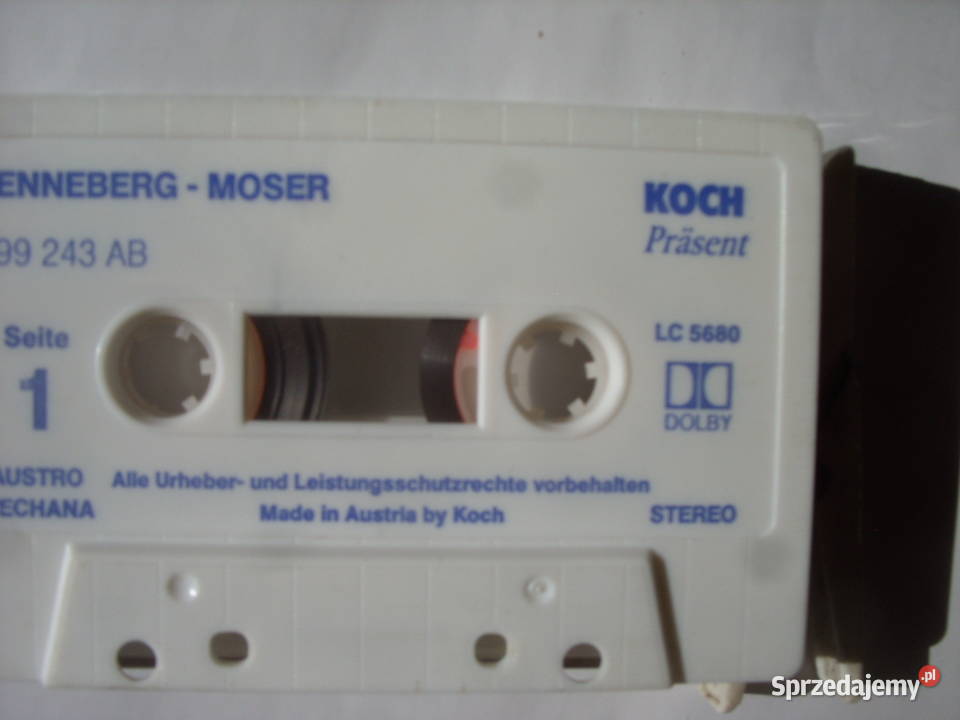 ENNEBERG - MOSER
KOCH
Präsent
99 243 AB
Seite
1
LC 5680
DOLBY
AUSTRO
ECHANA
Alle Urheber- und Leistungsschutzrechte vorbehalten
Made in Austria by Koch
STEREO
Sprzedajemy.pl